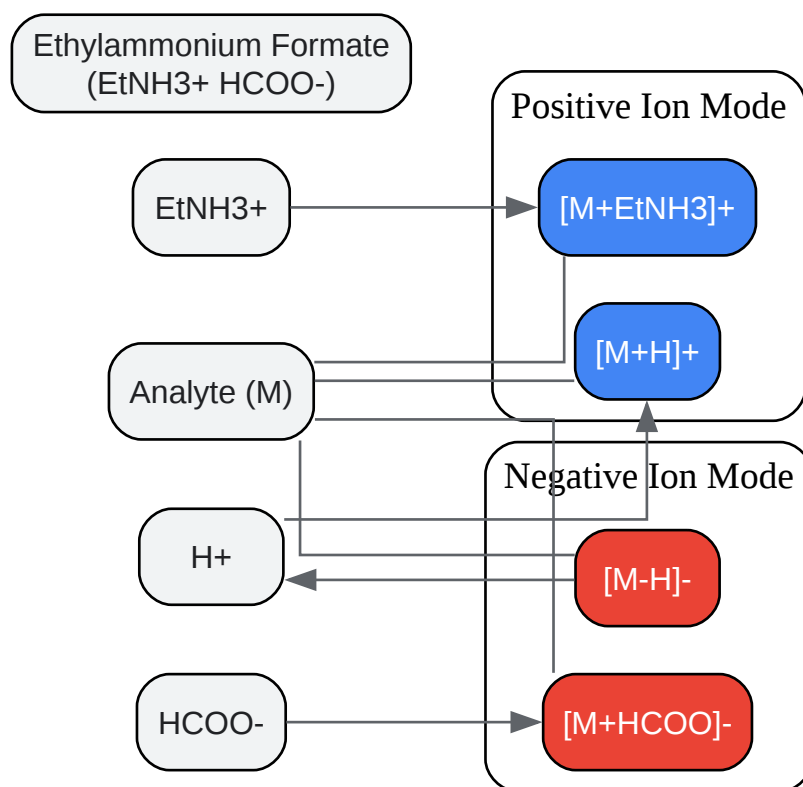 Ethylammonium Formate
(EtNH3+ HCOO-)
Positive Ion Mode
EtNH3+
[M+EtNH3]+
[M+H]+
Analyte (M)
Negative Ion Mode
H+
[M-H]-
HCOO-
[M+HCOO]-